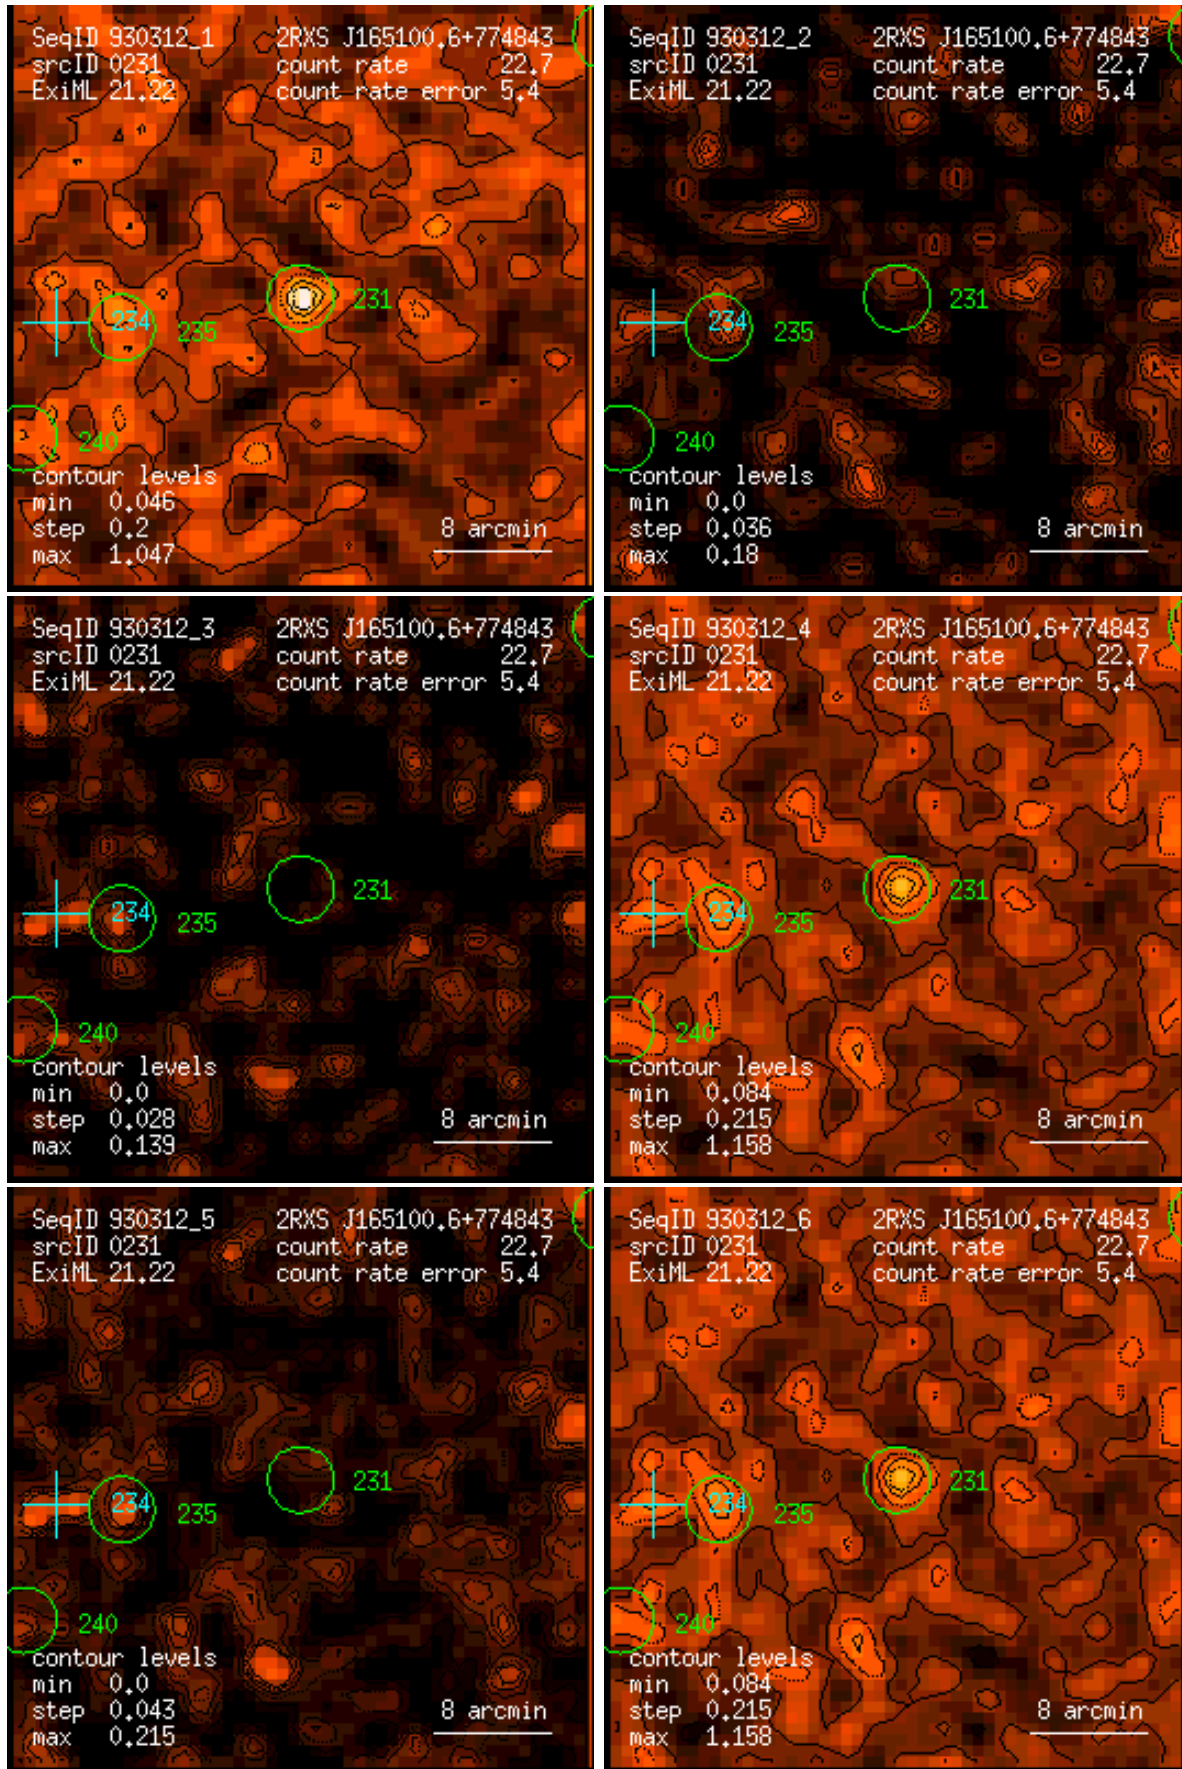 SeqID 930312_1 2RXS J165100.6+774843
srcID 0231 count rate 22.7
ExiML 21.22 count rate error 5.4
231
234 235
240
contour levels
min 0.046
step 0.2 8 arcmin
max 1.047
SeqID 930312_2 2RXS J165100.6+774843
srcID 0231 count rate 22.7
ExiML 21.22 count rate error 5.4
231
234 235
240
contour levels
min 0.0
step 0.036 8 arcmin
max 0.18
SeqID 930312_3 2RXS J165100.6+774843
srcID 0231 count rate 22.7
ExiML 21.22 count rate error 5.4
231
234 235
240
contour levels
min 0.0
step 0.028 8 arcmin
max 0.139
SeqID 930312_4 2RXS J165100.6+774843
srcID 0231 count rate 22.7
ExiML 21.22 count rate error 5.4
231
234 235
240
contour levels
min 0.084
step 0.215 8 arcmin
max 1.158
SeqID 930312_5 2RXS J165100.6+774843
srcID 0231 count rate 22.7
ExiML 21.22 count rate error 5.4
231
234 235
240
contour levels
min 0.0
step 0.043 8 arcmin
max 0.215
SeqID 930312_6 2RXS J165100.6+774843
srcID 0231 count rate 22.7
ExiML 21.22 count rate error 5.4
231
234 235
240
contour levels
min 0.084
step 0.215 8 arcmin
max 1.158